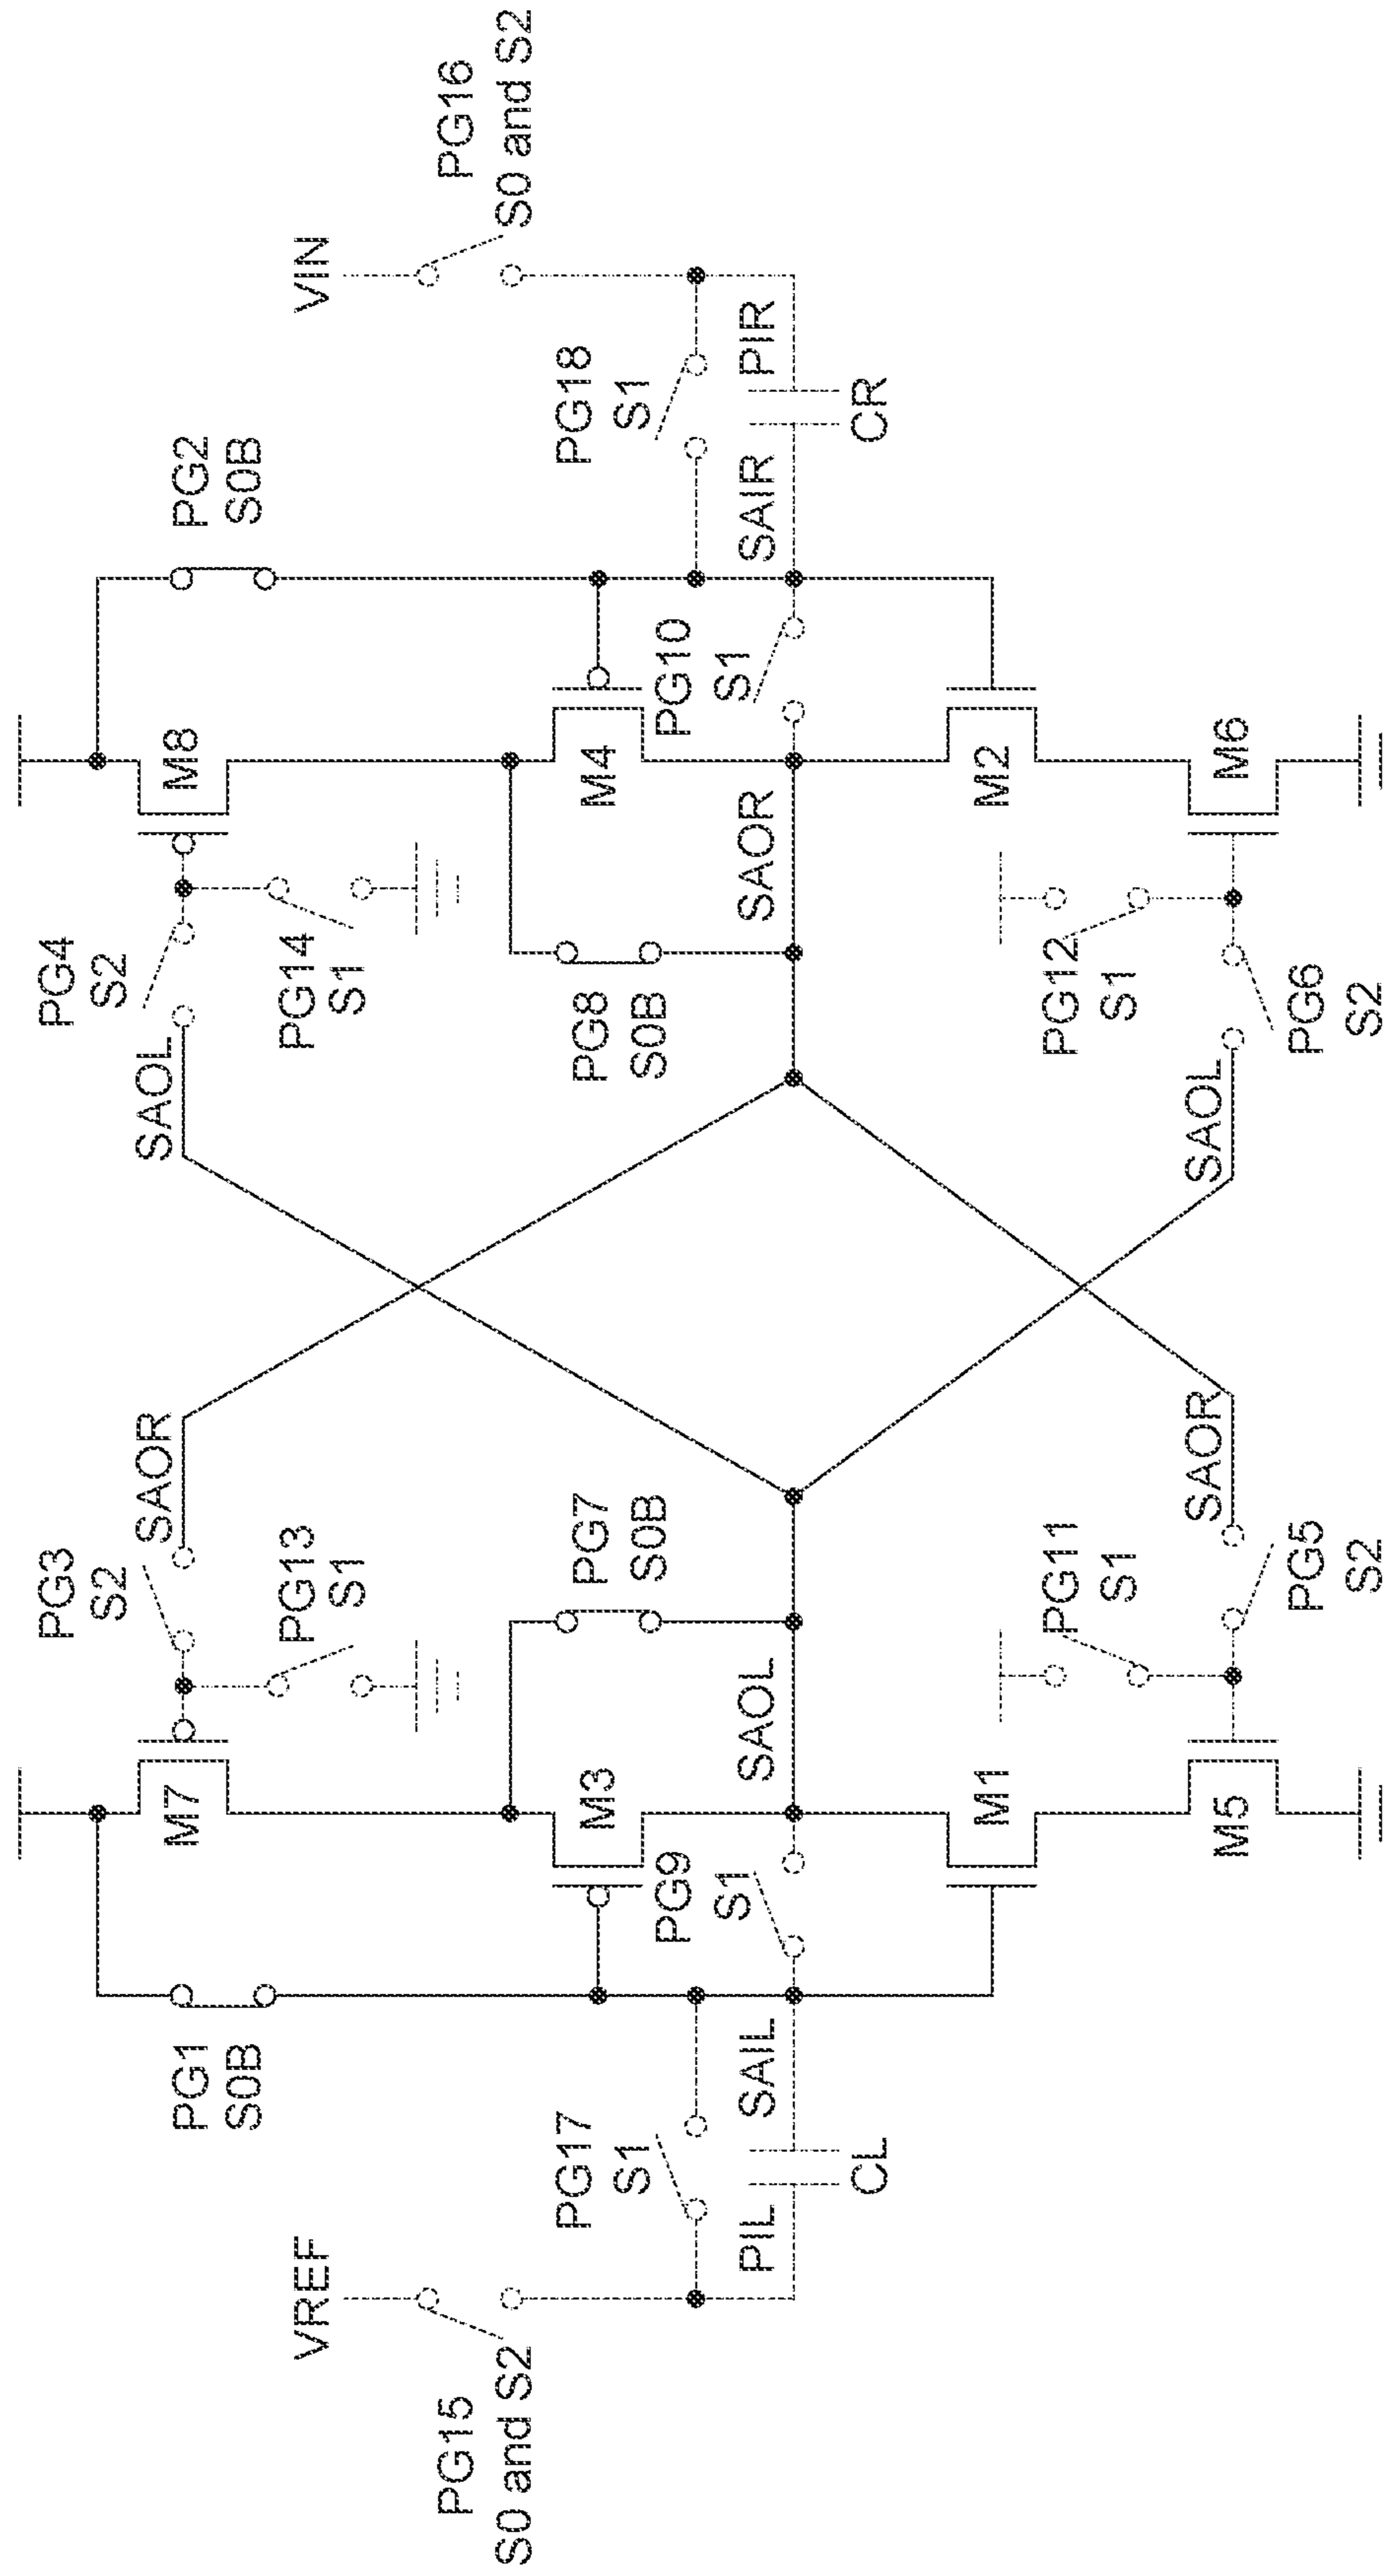 PG3
S2
SAOR
PG13
S1
M7
PG1
S0B
SAOL
PG4
S2
PG14
S1
M8
PG2
S0B
VREF
PG15
S0 and S2
PG17
S1
PIL
SAIL
CL
PG9
S1
M3
SAOL
PG7
S0B
PG8
S0B
SAOR
M4
PG10
S1
SAIR
PIR
CR
PG18
S1
VIN
PG16
S0 and S2
M1
M5
PG11
S1
PG5
S2
SAOR
SAOL
PG12
S1
PG6
S2
M2
M6